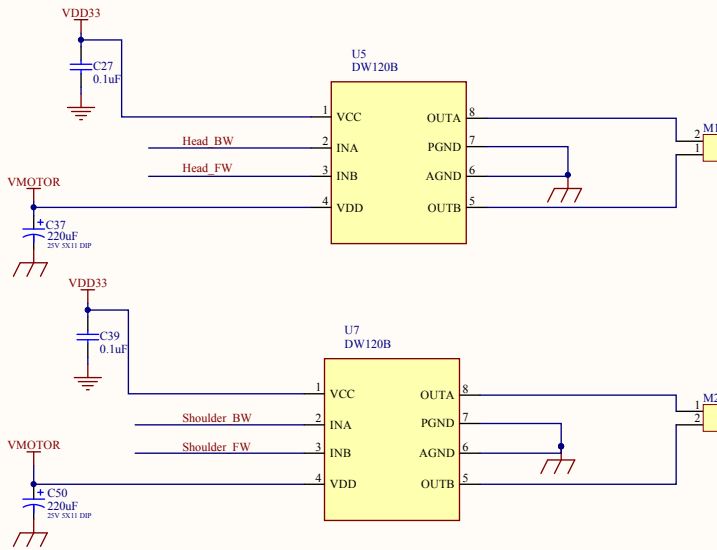 VDD33
C27
0.1uF
U5
DW120B
1 VCC OUTA 8
Head_BW 2 INA PGND 7
Head_FW 3 INB AGND 6
VMOTOR 4 VDD OUTB 5
M1
2
1
+ C37
220uF
25V 5X11 DIP
VDD33
C39
0.1uF
U7
DW120B
1 VCC OUTA 8
Shoulder_BW 2 INA PGND 7
Shoulder_FW 3 INB AGND 6
VMOTOR 4 VDD OUTB 5
M2
1
2
+ C50
220uF
25V 5X11 DIP